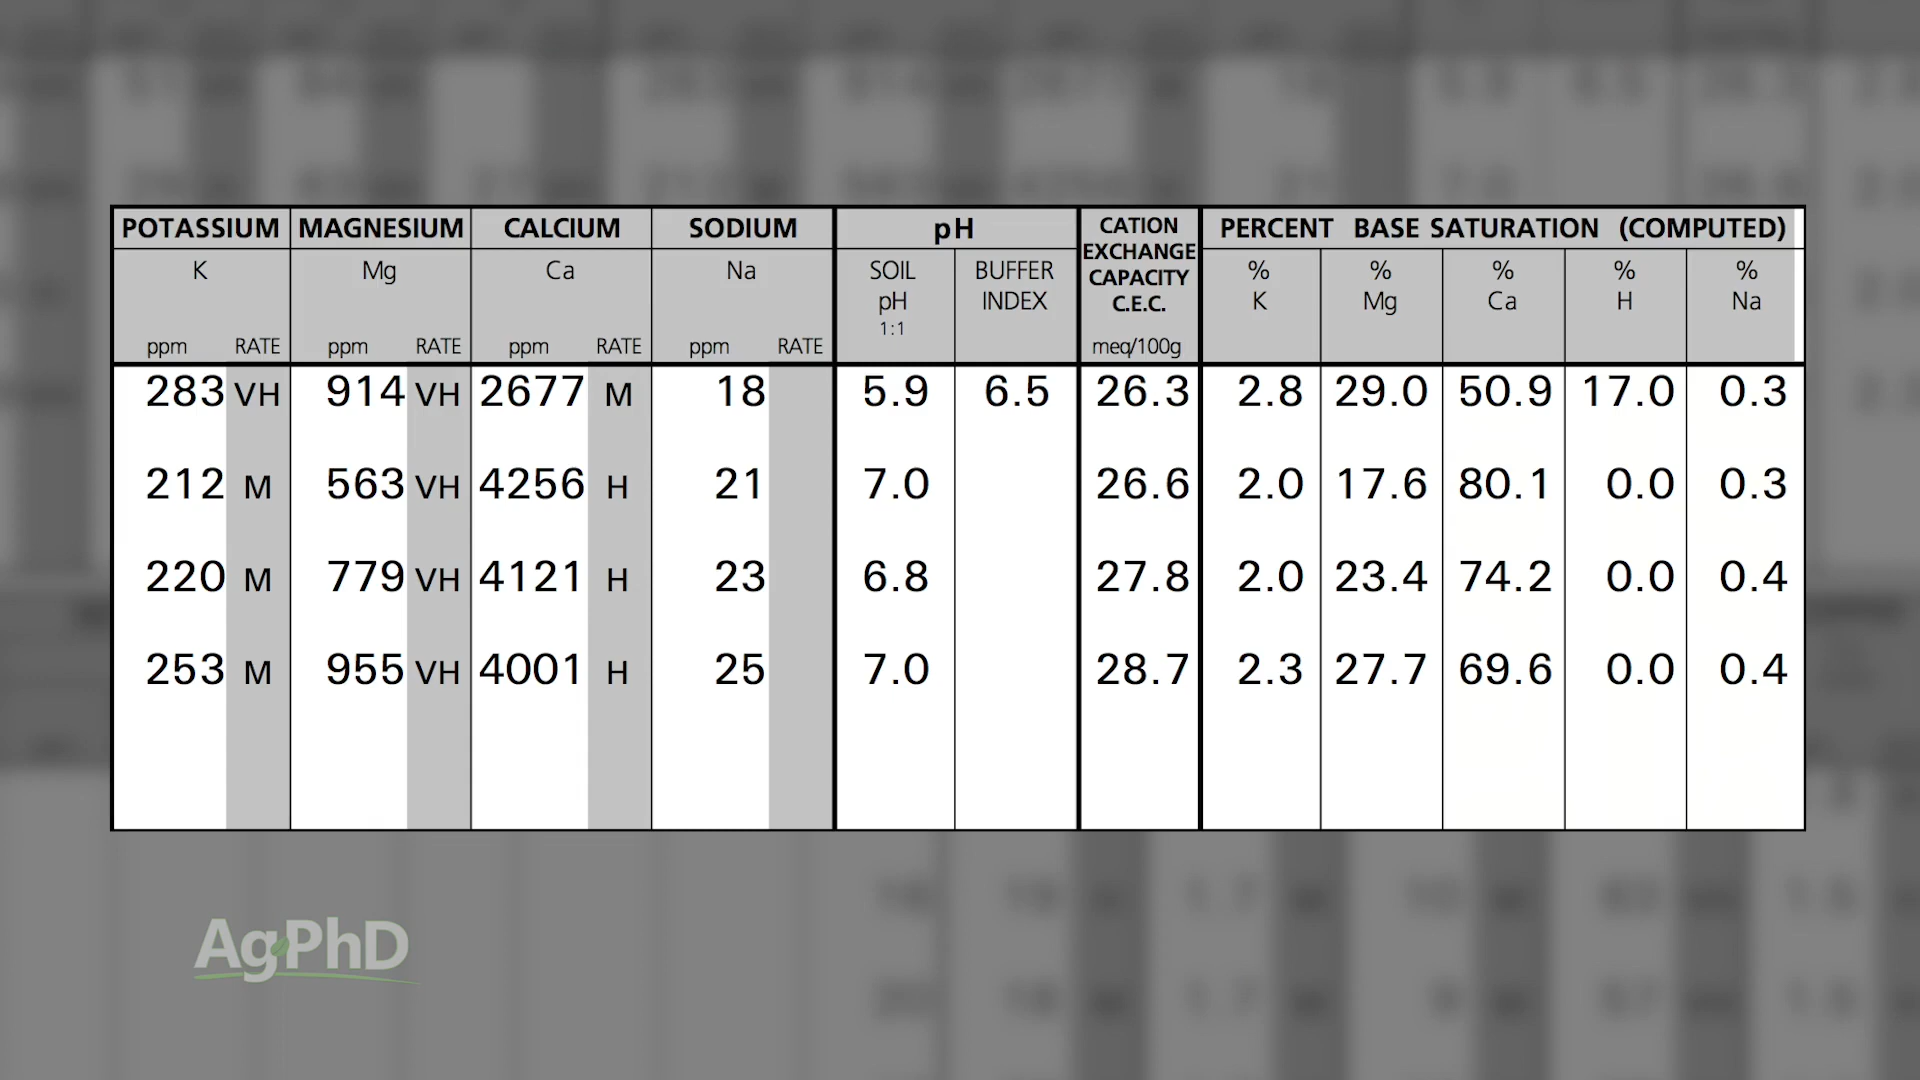 POTASSIUM MAGNESIUM CALCIUM SODIUM pH CATION EXCHANGE CAPACITY C.E.C. PERCENT BASE SATURATION (COMPUTED)
K Mg Ca Na SOIL pH 1:1 BUFFER INDEX % K % Mg % Ca % H % Na
ppm RATE ppm RATE ppm RATE ppm RATE meq/100g
283 VH 914 VH 2677 M 18 5.9 6.5 26.3 2.8 29.0 50.9 17.0 0.3
212 M 563 VH 4256 H 21 7.0 26.6 2.0 17.6 80.1 0.0 0.3
220 M 779 VH 4121 H 23 6.8 27.8 2.0 23.4 74.2 0.0 0.4
253 M 955 VH 4001 H 25 7.0 28.7 2.3 27.7 69.6 0.0 0.4
AgPhD